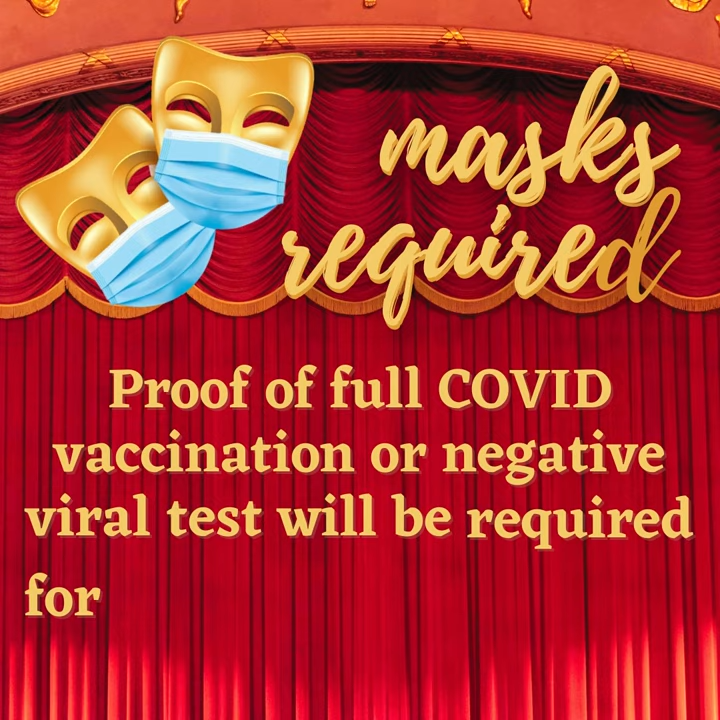 masks
required
Proof of full COVID
vaccination or negative
viral test will be required
for